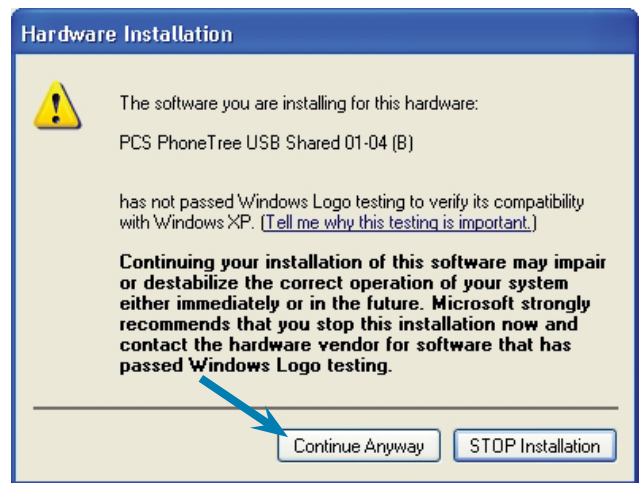 Hardware Installation
The software you are installing for this hardware:
PCS PhoneTree USB Shared 01-04 (B)
has not passed Windows Logo testing to verify its compatibility
with Windows XP. (Tell me why this testing is important.)
Continuing your installation of this software may impair
or destabilize the correct operation of your system
either immediately or in the future. Microsoft strongly
recommends that you stop this installation now and
contact the hardware vendor for software that has
passed Windows Logo testing.
Continue Anyway
STOP Installation